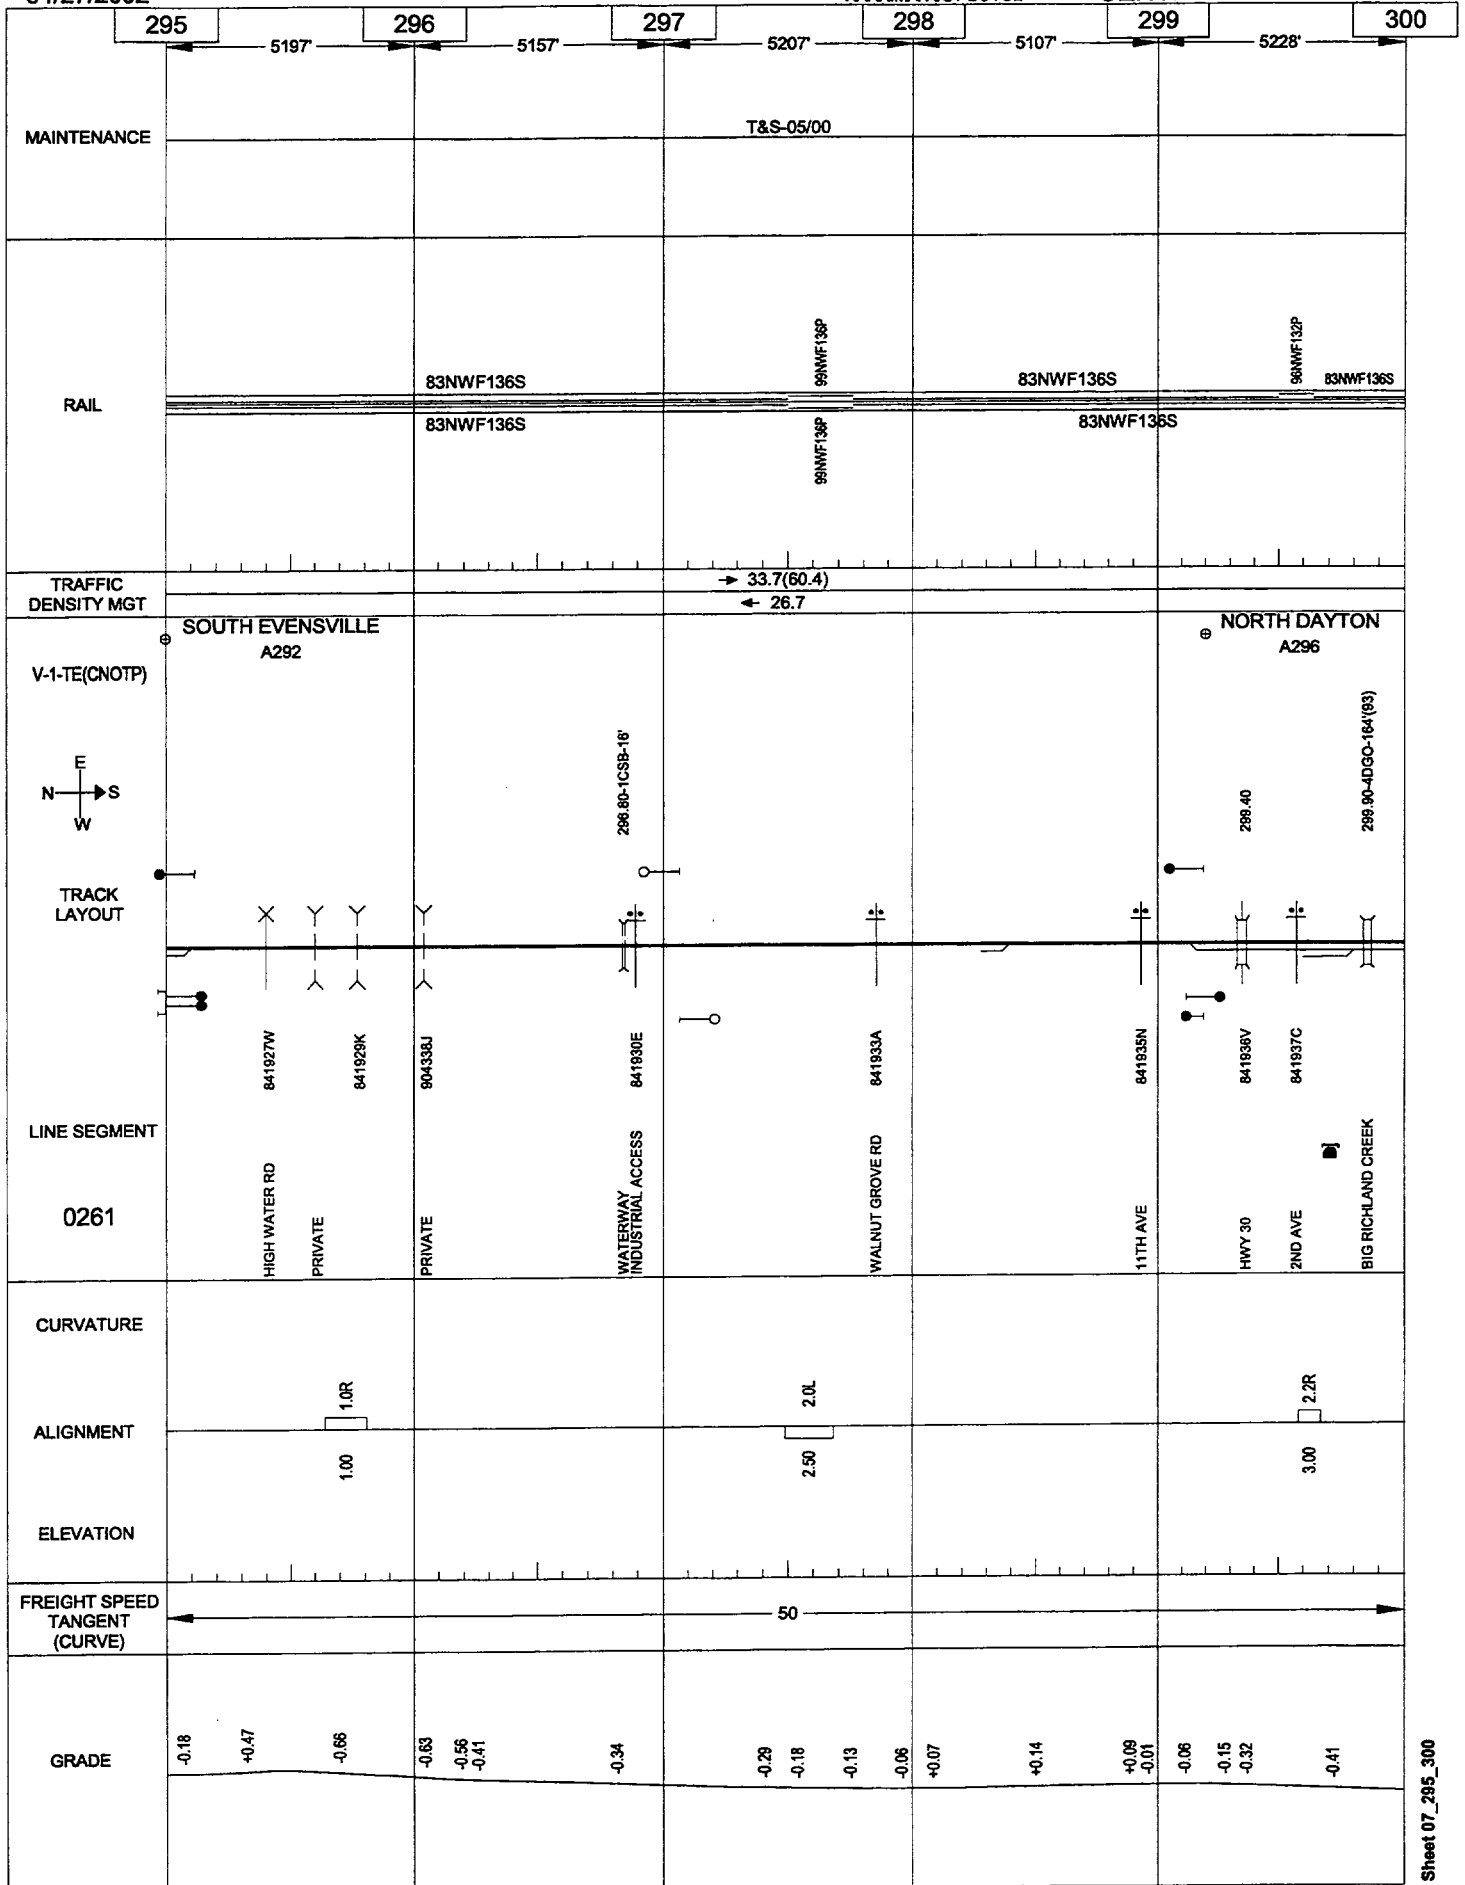 295 296 297 298 299 300
5197' 5157' 5207' 5107' 5228'
MAINTENANCE
T&S-05/00
RAIL
83NWF136S
83NWF136S
99NWF136P
99NWF136P
83NWF136S
83NWF136S
96NWF132P
83NWF136S
TRAFFIC
DENSITY MGT
33.7(60.4)
26.7
SOUTH EVENSVILLE
A292
NORTH DAYTON
A296
V-1-TE(CNOTP)
E
N S
W
296.80-1CSB-16'
299.40
299.90-4DGO-164'(93)
TRACK
LAYOUT
841927W
841929K
904338J
841930E
841933A
841935N
841936V
841937C
LINE SEGMENT
0261
HIGH WATER RD
PRIVATE
PRIVATE
WATERWAY
INDUSTRIAL ACCESS
WALNUT GROVE RD
11TH AVE
HWY 30
2ND AVE
BIG RICHLAND CREEK
CURVATURE
1.0R
2.0L
2.2R
ALIGNMENT
1.00
2.50
3.00
ELEVATION
FREIGHT SPEED
TANGENT
(CURVE)
50
GRADE
-0.18
+0.47
-0.66
-0.63
-0.56
-0.41
-0.34
-0.29
-0.18
-0.13
-0.06
+0.07
+0.14
+0.09
-0.01
-0.06
-0.15
-0.32
-0.41
Sheet 07_295_300